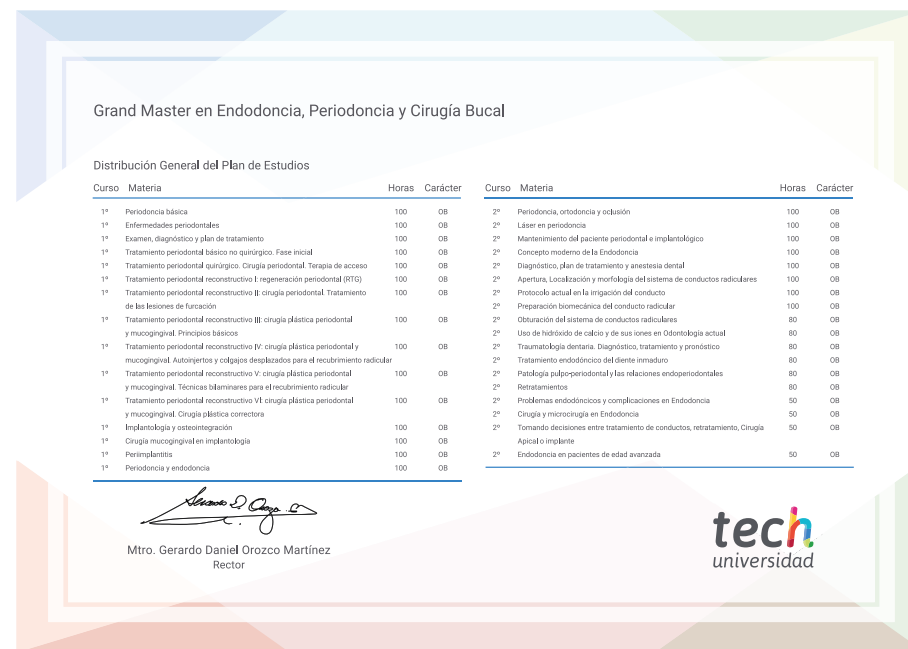 Grand Master en Endodoncia, Periodoncia y Cirugía Bucal
Distribución General del Plan de Estudios
Curso Materia Horas Carácter
1º Periodoncia básica 100 OB
1º Enfermedades periodontales 100 OB
1º Examen, diagnóstico y plan de tratamiento 100 OB
1º Tratamiento periodontal básico no quirúrgico. Fase inicial 100 OB
1º Tratamiento periodontal quirúrgico. Cirugía periodontal. Terapia de acceso 100 OB
1º Tratamiento periodontal reconstructivo I: regeneración periodontal (RTG) 100 OB
1º Tratamiento periodontal reconstructivo II: cirugía periodontal. Tratamiento 100 OB
de las lesiones de furcación
1º Tratamiento periodontal reconstructivo III: cirugía plástica periodontal 100 OB
y mucogingival. Principios básicos
1º Tratamiento periodontal reconstructivo IV: cirugía plástica periodontal y 100 OB
mucogingival. Autoinjertos y colgajos desplazados para el recubrimiento radicular
1º Tratamiento periodontal reconstructivo V: cirugía plástica periodontal 100 OB
y mucogingival. Técnicas bilaminares para el recubrimiento radicular
1º Tratamiento periodontal reconstructivo VI: cirugía plástica periodontal 100 OB
y mucogingival. Cirugía plástica correctora
1º Implantología y osteointegración 100 OB
1º Cirugía mucogingival en implantología 100 OB
1º Periimplantitis 100 OB
1º Periodoncia y endodoncia 100 OB
Curso Materia Horas Carácter
2º Periodoncia, ortodoncia y oclusión 100 OB
2º Láser en periodoncia 100 OB
2º Mantenimiento del paciente periodontal e implantológico 100 OB
2º Concepto moderno de la Endodoncia 100 OB
2º Diagnóstico, plan de tratamiento y anestesia dental 100 OB
2º Apertura, Localización y morfología del sistema de conductos radiculares 100 OB
2º Protocolo actual en la irrigación del conducto 100 OB
2º Preparación biomecánica del conducto radicular 100 OB
2º Obturación del sistema de conductos radiculares 80 OB
2º Uso de hidróxido de calcio y de sus iones en Odontología actual 80 OB
2º Traumatología dentaria. Diagnóstico, tratamiento y pronóstico 80 OB
2º Tratamiento endodóncico del diente inmaduro 80 OB
2º Patología pulpo-periodontal y las relaciones endoperiodontales 80 OB
2º Retratamientos 80 OB
2º Problemas endodóncicos y complicaciones en Endodoncia 50 OB
2º Cirugía y microcirugía en Endodoncia 50 OB
2º Tomando decisiones entre tratamiento de conductos, retratamiento, Cirugía 50 OB
Apical o implante
2º Endodoncia en pacientes de edad avanzada 50 OB
Mtro. Gerardo Daniel Orozco Martínez
Rector
tech
universidad